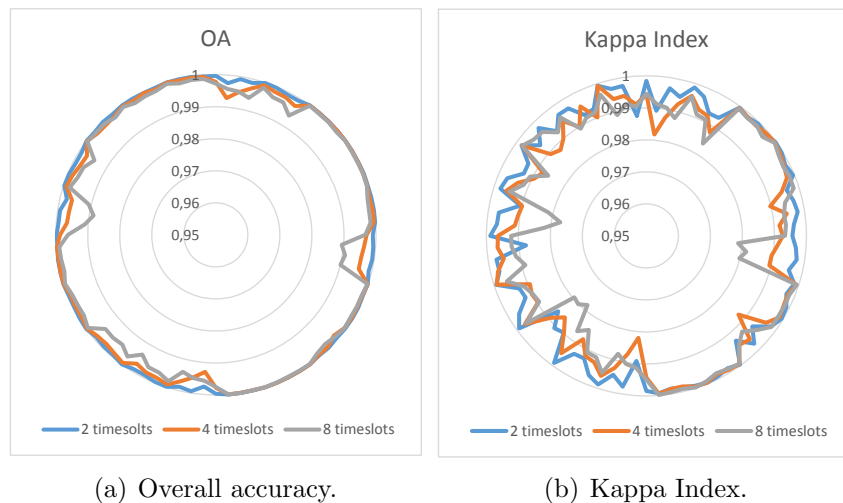 OA
1
0,99
0,98
0,97
0,96
0,95
2 timesolts 4 timeslots 8 timeslots
Kappa Index
1
0,99
0,98
0,97
0,96
0,95
2 timeslots 4 timeslots 8 timeslots
(a) Overall accuracy.
(b) Kappa Index.